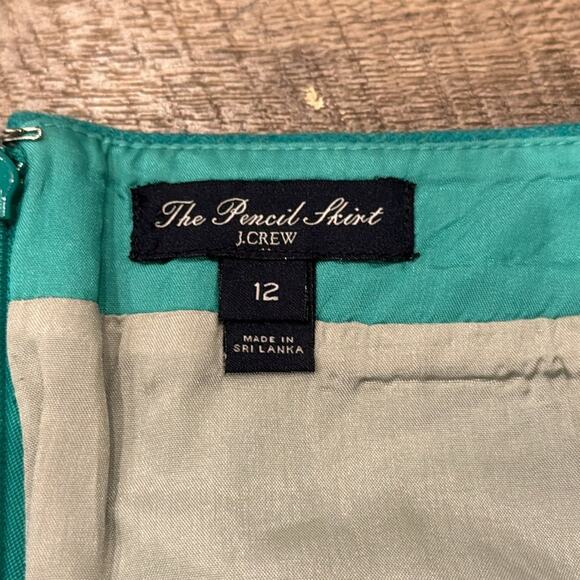 The Pencil Skirt
J.CREW
12
MADE IN
SRI LANKA